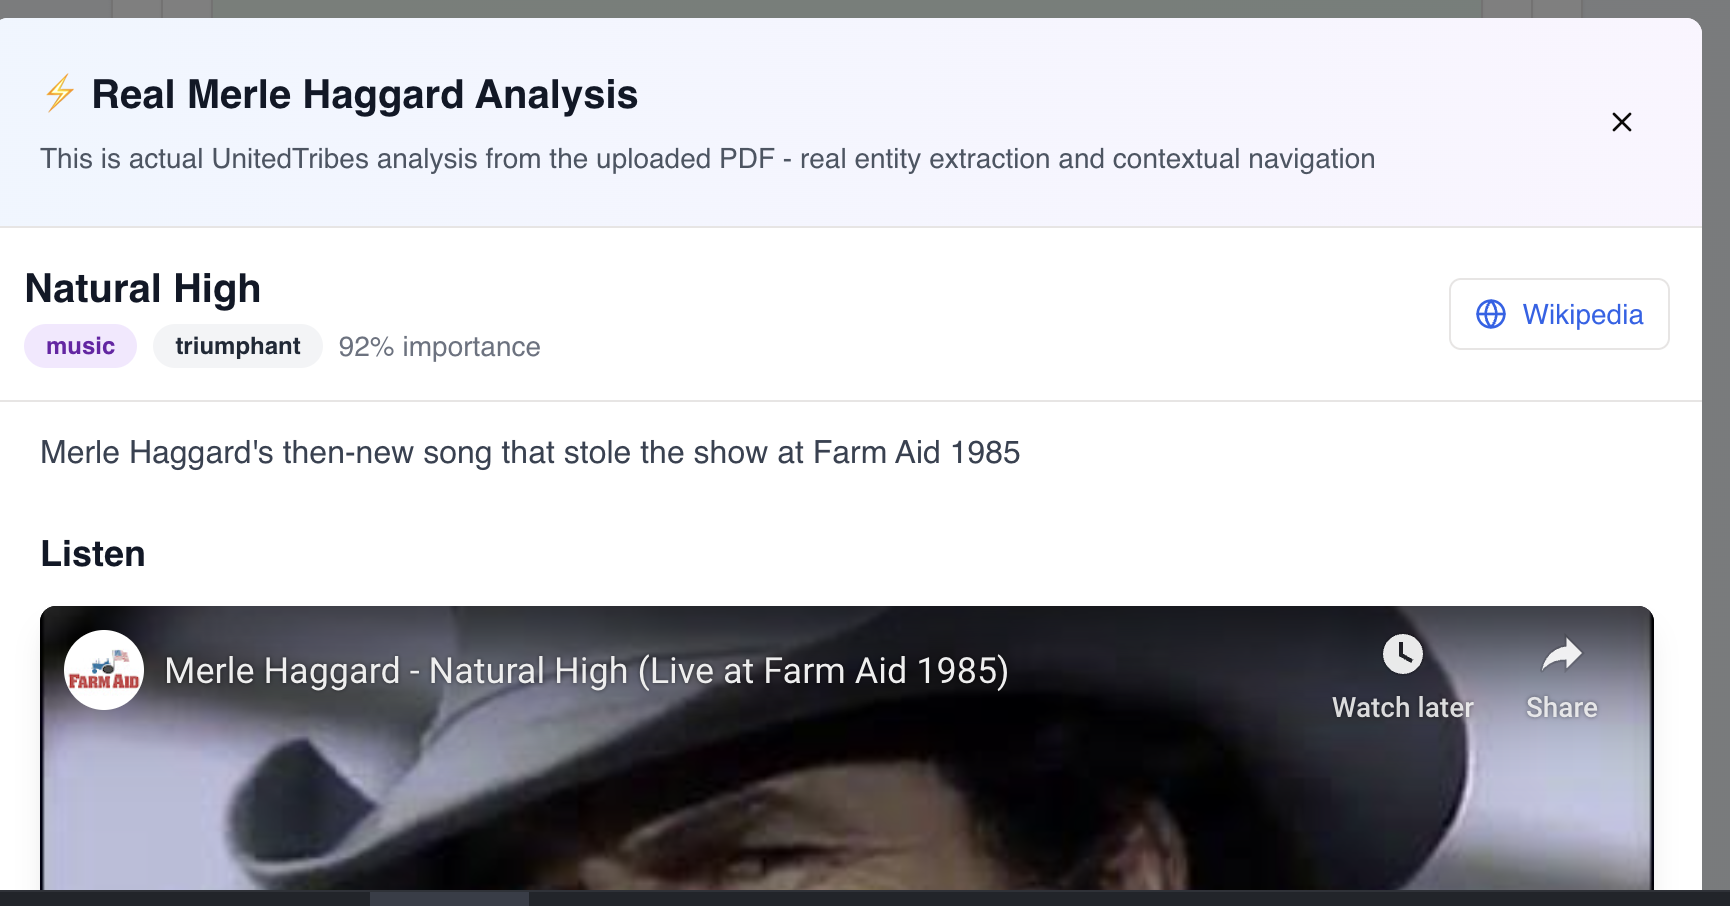 ⚡ Real Merle Haggard Analysis
This is actual UnitedTribes analysis from the uploaded PDF - real entity extraction and contextual navigation
Natural High
music triumphant 92% importance
Wikipedia
Merle Haggard's then-new song that stole the show at Farm Aid 1985
Listen
FARM AID
Merle Haggard - Natural High (Live at Farm Aid 1985)
Watch later
Share